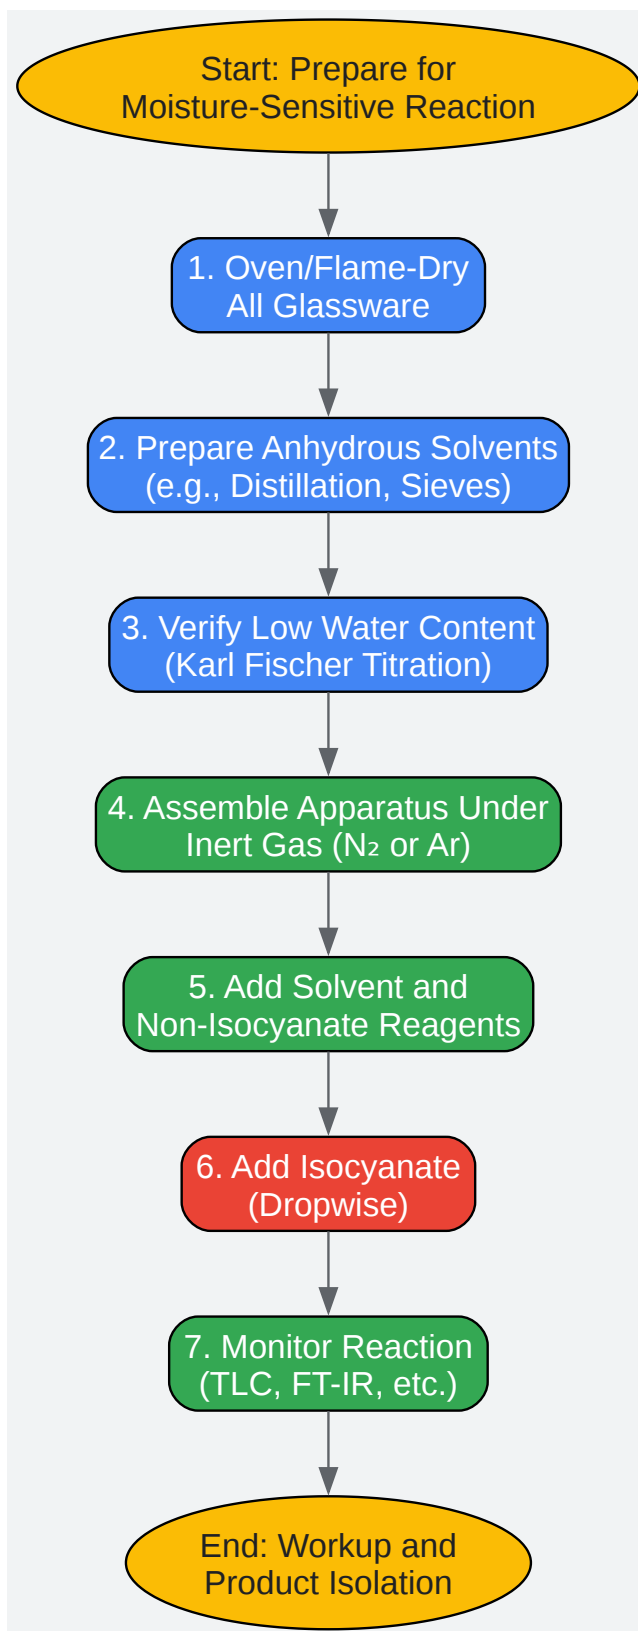 Start: Prepare for
Moisture-Sensitive Reaction
1. Oven/Flame-Dry
All Glassware
2. Prepare Anhydrous Solvents
(e.g., Distillation, Sieves)
3. Verify Low Water Content
(Karl Fischer Titration)
4. Assemble Apparatus Under
Inert Gas (N₂ or Ar)
5. Add Solvent and
Non-Isocyanate Reagents
6. Add Isocyanate
(Dropwise)
7. Monitor Reaction
(TLC, FT-IR, etc.)
End: Workup and
Product Isolation